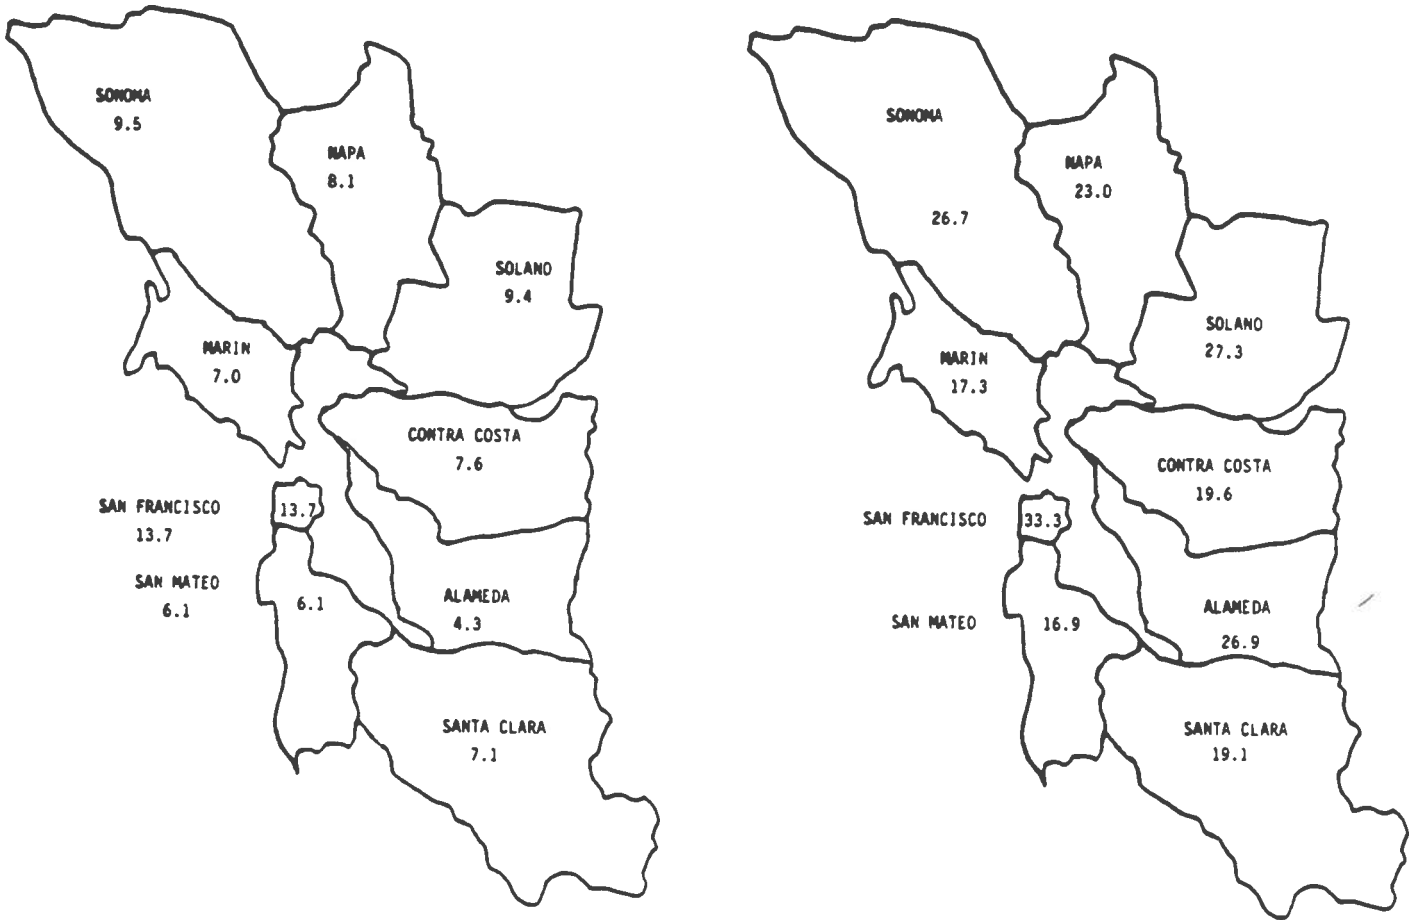 SONOMA
9.5
NAPA
8.1
SOLANO
9.4
MARIN
7.0
CONTRA COSTA
7.6
SAN FRANCISCO
13.7
13.7
SAN MATEO
6.1
6.1
ALAMEDA
4.3
SANTA CLARA
7.1
SONOMA
26.7
NAPA
23.0
SOLANO
27.3
MARIN
17.3
CONTRA COSTA
19.6
SAN FRANCISCO
33.3
SAN MATEO
16.9
ALAMEDA
26.9
SANTA CLARA
19.1